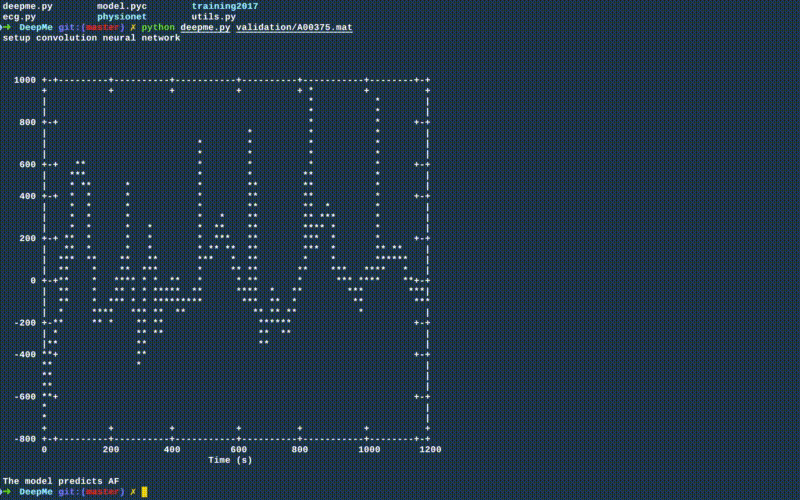 deepme.py model.pyc training2017
ecg.py physionet utils.py
➜ DeepMe git:(master) ✗ python deepme.py validation/A00375.mat
setup convolution neural network
1000
800
600
400
200
0
-200
-400
-600
-800
0 200 400 600 800 1000 1200
Time (s)
The model predicts AF
➜ DeepMe git:(master) ✗